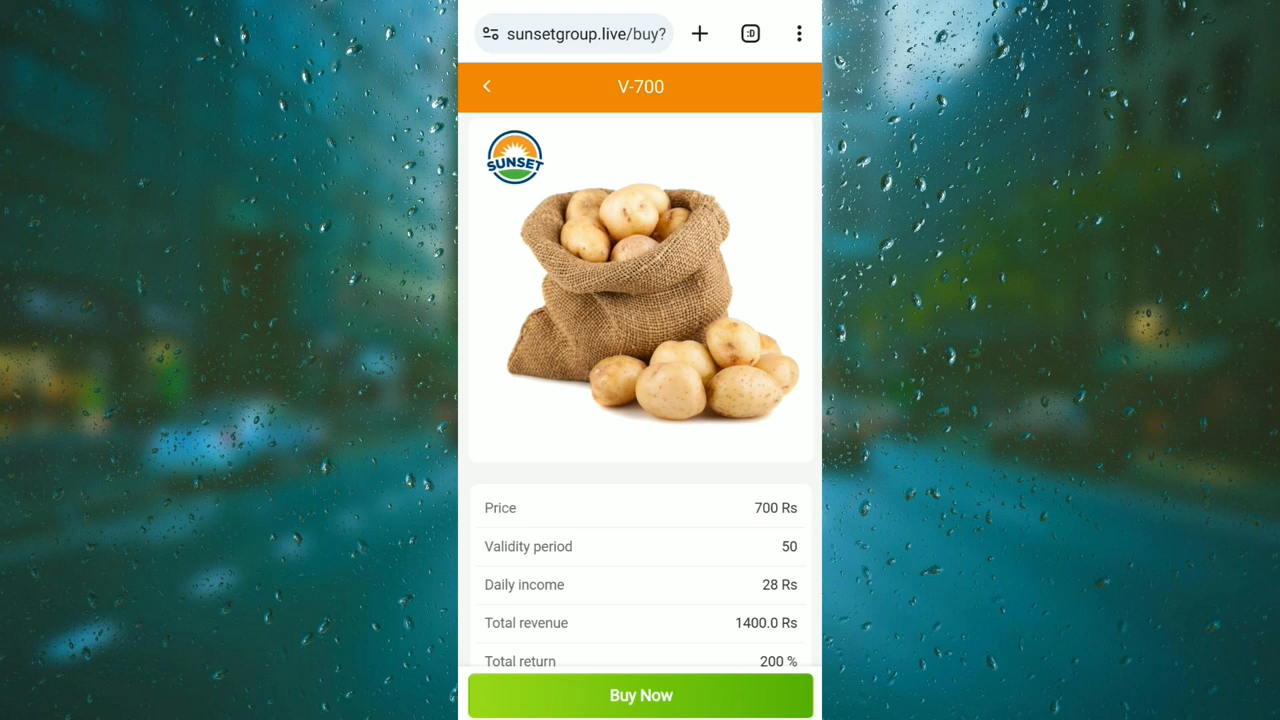 sunsetgroup.live/buy?
:D
V-700
SUNSET
Price 700 Rs
Validity period 50
Daily income 28 Rs
Total revenue 1400.0 Rs
Total return 200 %
Buy Now